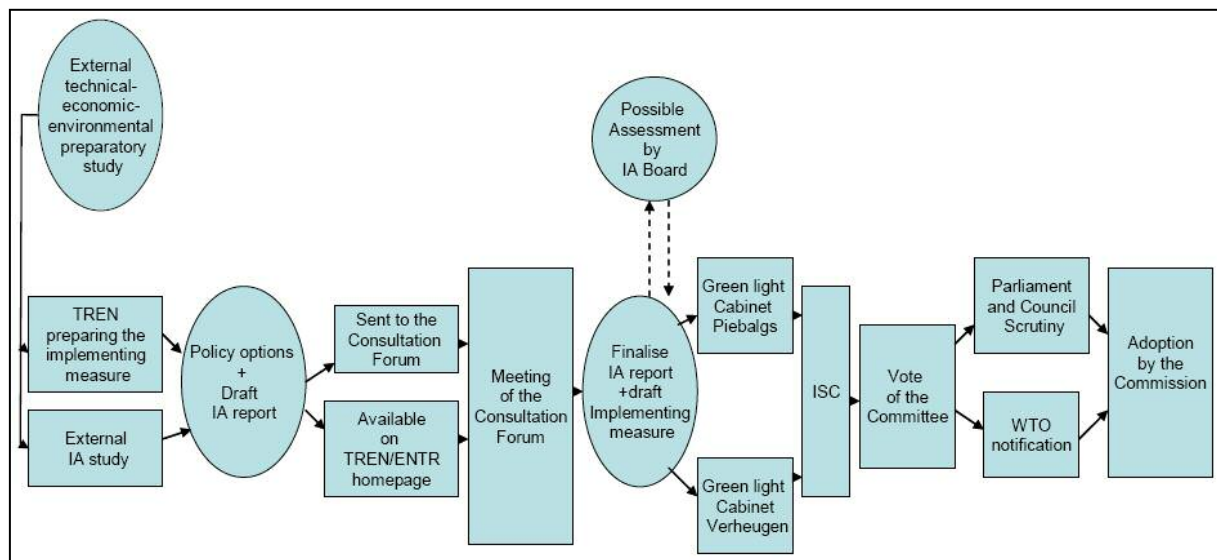 External
technical-
economic-
environmental
preparatory
study
TREN
preparing the
implementing
measure
External
IA study
Policy options
+
Draft
IA report
Sent to the
Consultation
Forum
Available
on
TREN/ENTR
homepage
Meeting
of the
Consultation
Forum
Possible
Assessment
by
IA Board
Finalise
IA report
+draft
Implementing
measure
Green light
Cabinet
Piebalgs
Green light
Cabinet
Verheugen
ISC
Vote
of the
Committee
Parliament
and Council
Scrutiny
WTO
notification
Adoption
by the
Commission